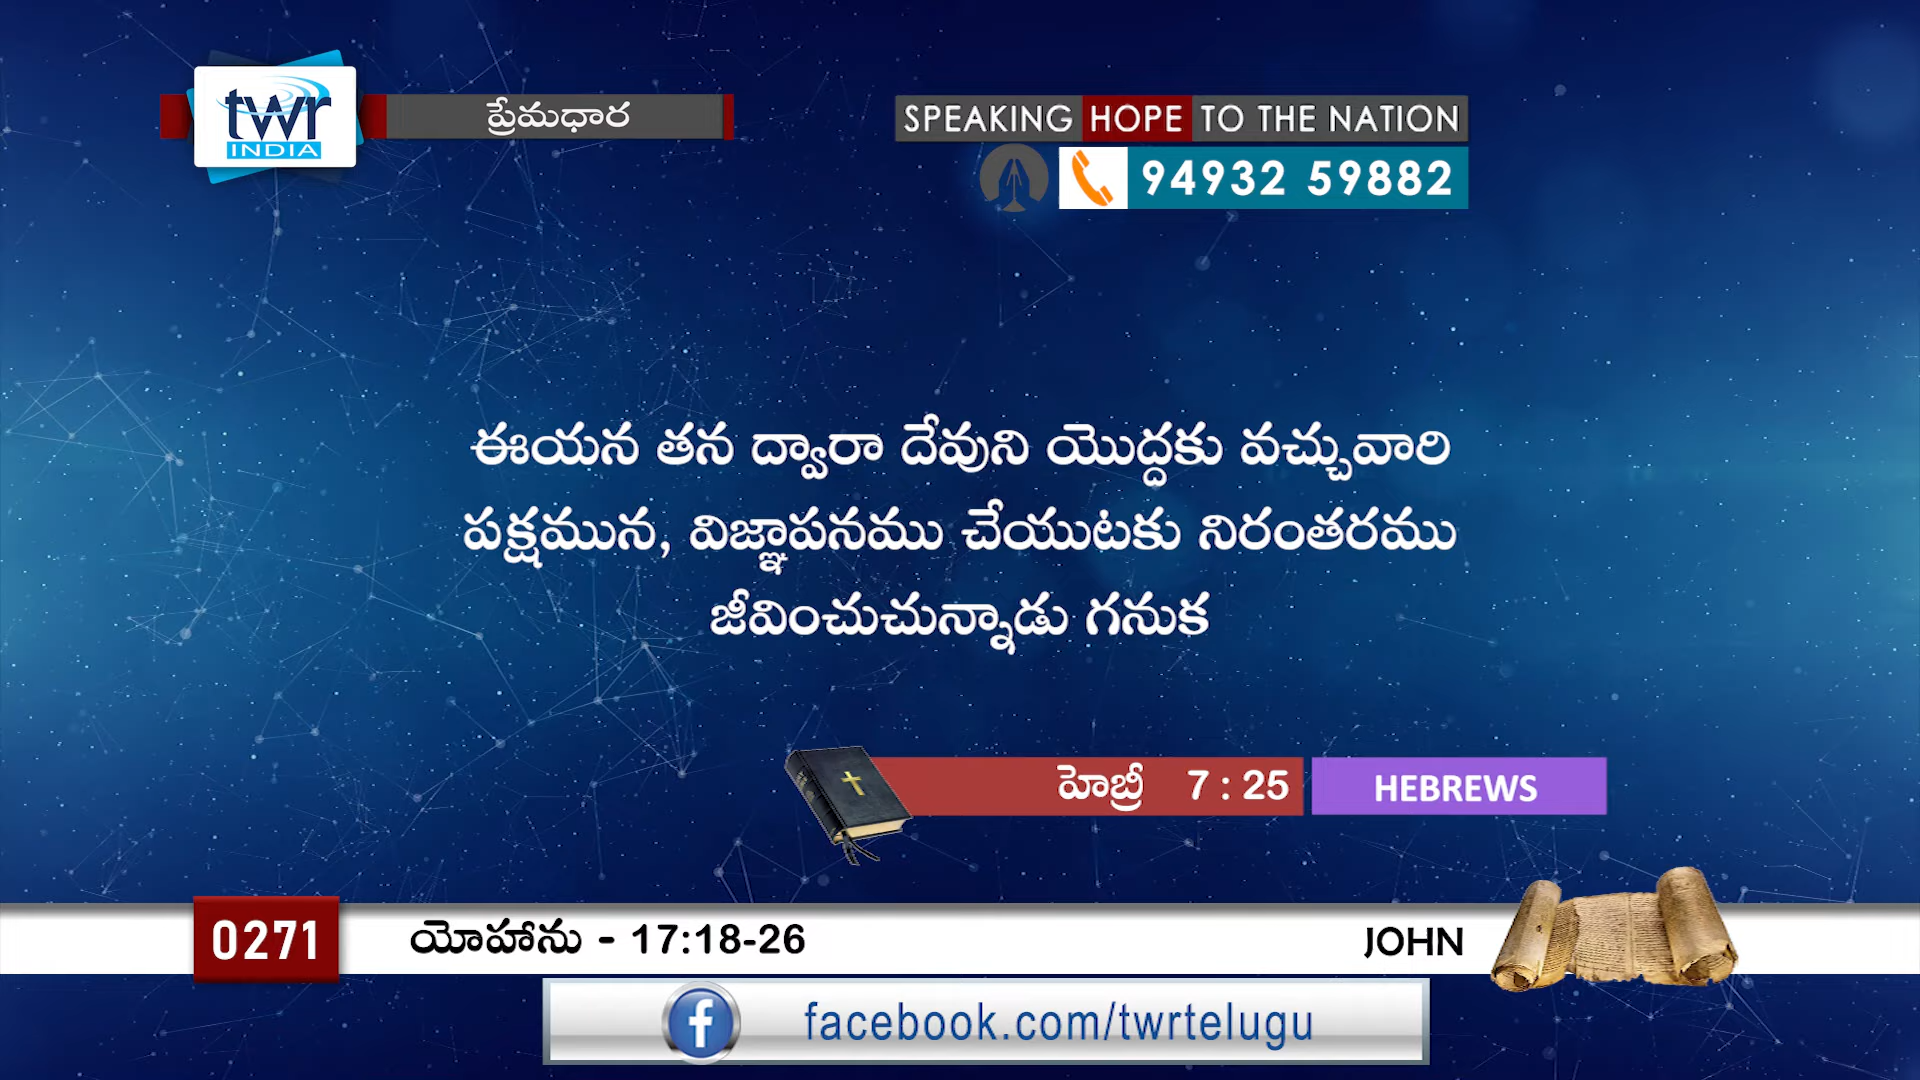 twr
INDIA
ప్రేమధార
SPEAKING HOPE TO THE NATION
94932 59882
ఈయన తన ద్వారా దేవుని యొద్దకు వచ్చువారి
పక్షమున, విజ్ఞాపనము చేయుటకు నిరంతరము
జీవించుచున్నాడు గనుక
హెబ్రీ 7 : 25
HEBREWS
0271
యోహాను - 17:18-26
JOHN
facebook.com/twrtelugu